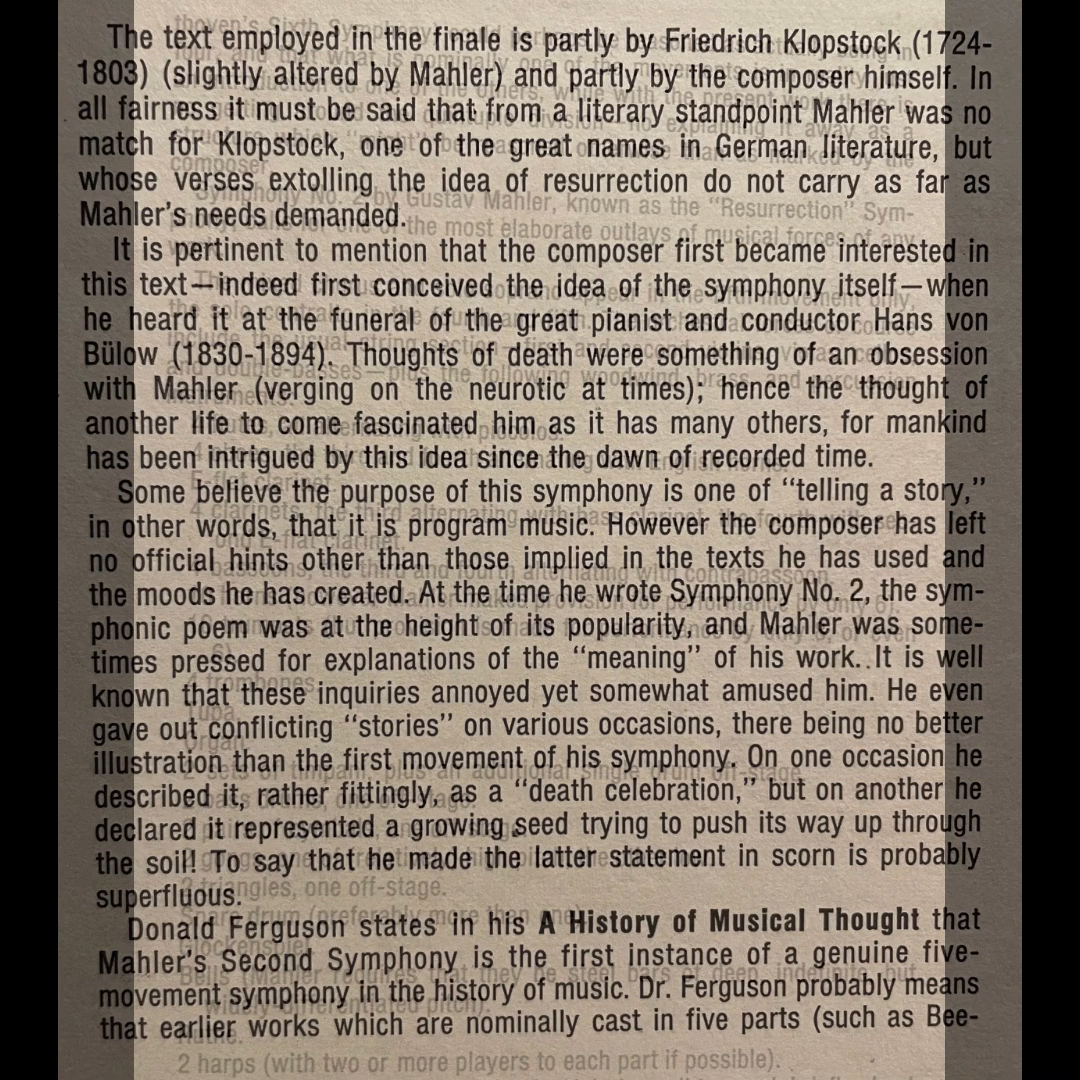 The text employed in the finale is partly by Friedrich Klopstock (1724-
1803) (slightly altered by Mahler) and partly by the composer himself. In
all fairness it must be said that from a literary standpoint Mahler was no
match for Klopstock, one of the great names in German literature, but
whose verses extolling the idea of resurrection do not carry as far as
Mahler's needs demanded.
It is pertinent to mention that the composer first became interested in
this text—indeed first conceived the idea of the symphony itself—when
he heard it at the funeral of the great pianist and conductor Hans von
Bülow (1830-1894). Thoughts of death were something of an obsession
with Mahler (verging on the neurotic at times); hence the thought of
another life to come fascinated him as it has many others, for mankind
has been intrigued by this idea since the dawn of recorded time.
Some believe the purpose of this symphony is one of “telling a story,”
in other words, that it is program music. However the composer has left
no official hints other than those implied in the texts he has used and
the moods he has created. At the time he wrote Symphony No. 2, the sym-
phonic poem was at the height of its popularity, and Mahler was some-
times pressed for explanations of the “meaning” of his work. It is well
known that these inquiries annoyed yet somewhat amused him. He even
gave out conflicting “stories” on various occasions, there being no better
illustration than the first movement of his symphony. On one occasion he
described it, rather fittingly, as a “death celebration,” but on another he
declared it represented a growing seed trying to push its way up through
the soil! To say that he made the latter statement in scorn is probably
superfluous.
Donald Ferguson states in his A History of Musical Thought that
Mahler's Second Symphony is the first instance of a genuine five-
movement symphony in the history of music. Dr. Ferguson probably means
that earlier works which are nominally cast in five parts (such as Bee-
2 harps (with two or more players to each part if possible).